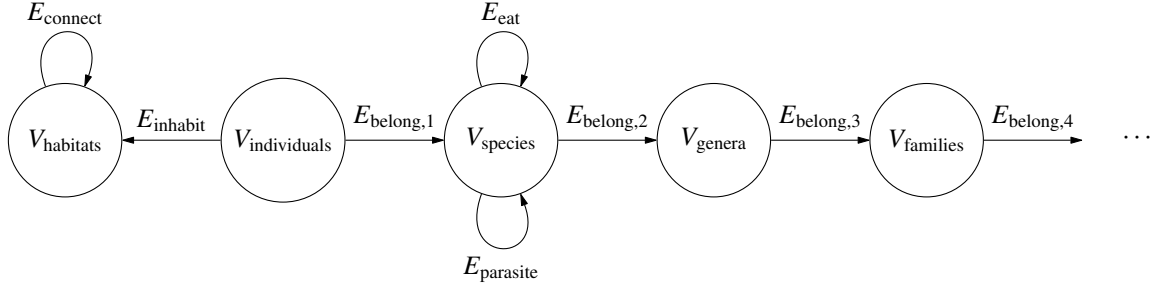 E_connect
E_eat
V_habitats
E_inhabit
V_individuals
E_belong,1
V_species
E_belong,2
V_genera
E_belong,3
V_families
E_belong,4
...
E_parasite